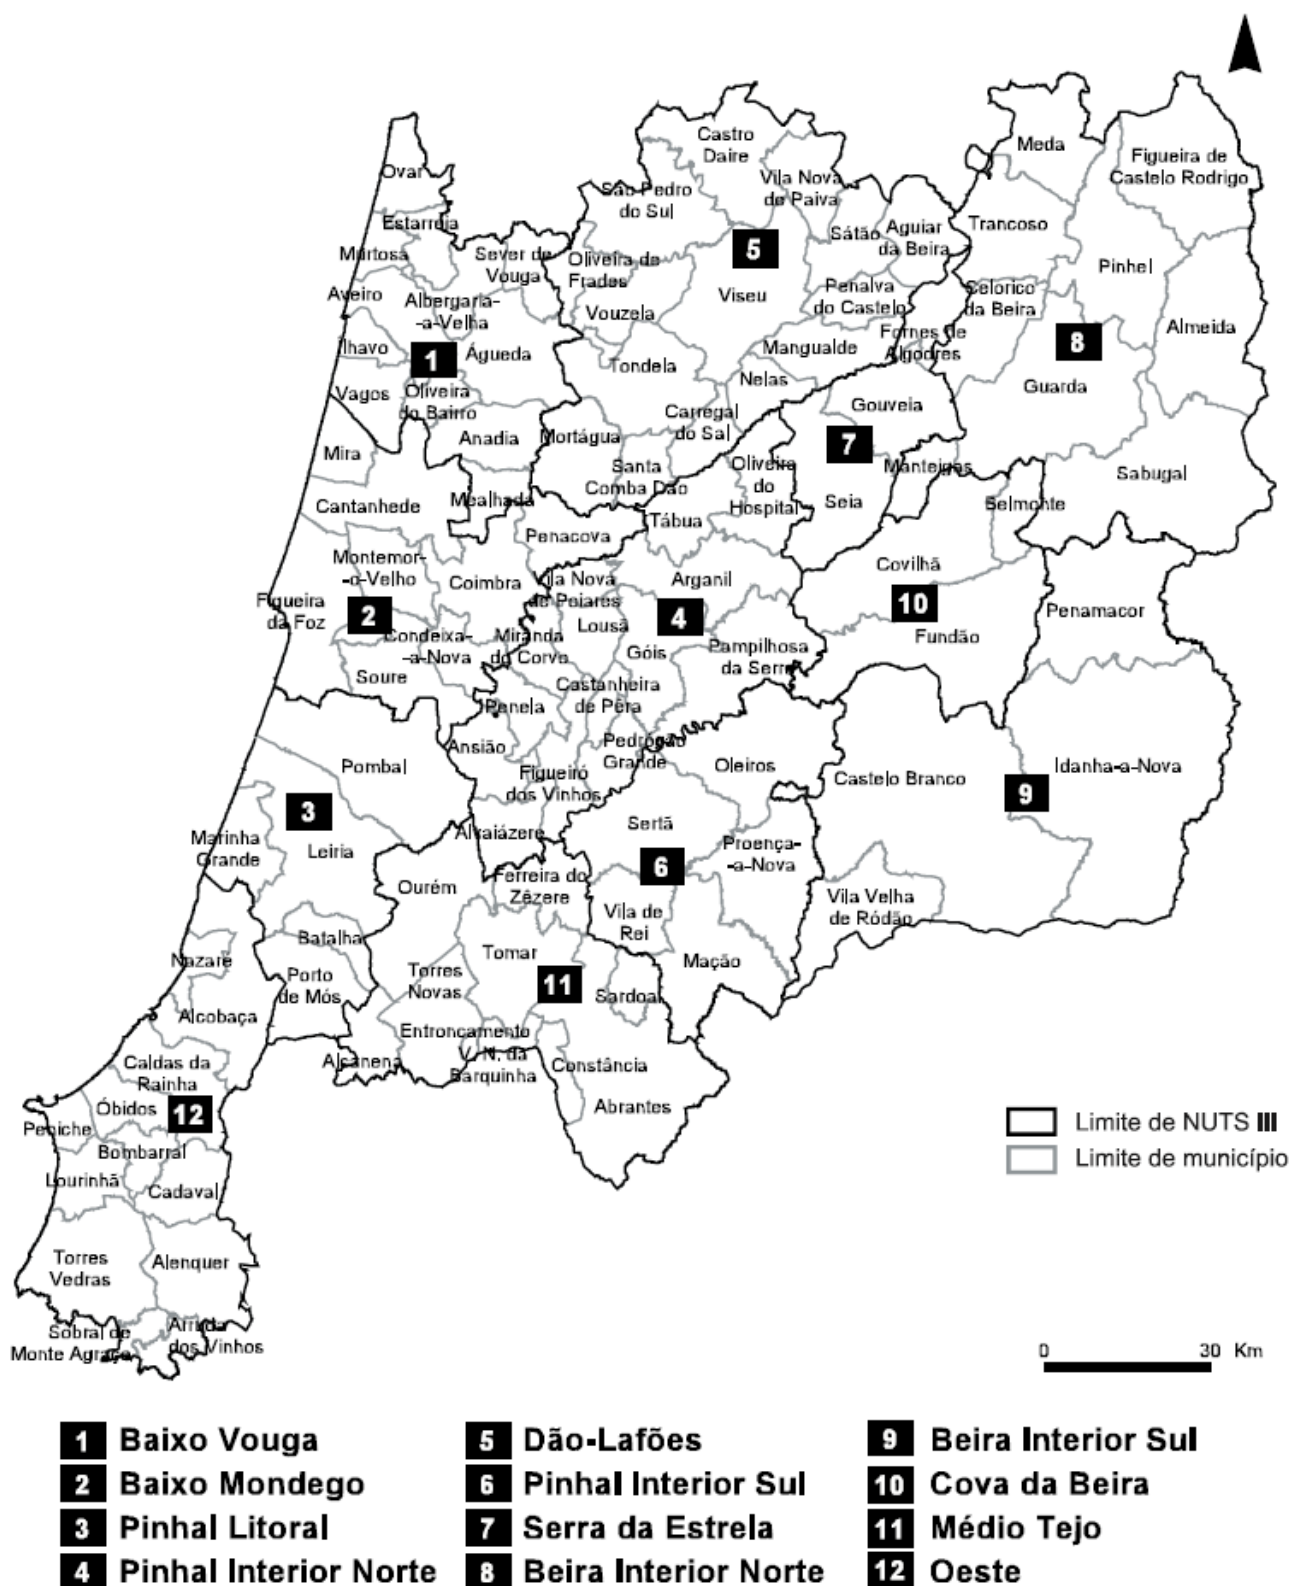 Castro
Daire
Meda
Figueira de
Castelo Rodrigo
Ovar
São Pedro
do Sul
Vila Nova
de Paiva
Trancoso
Estarreja
Sátão
Aguiar
da Beira
Murtosa
Sever de
Vouga
5
Oliveira de
Frades
Pinhel
Aveiro
Albergaria-
-a-Velha
Viseu
Penalva
do Castelo
Celorico
da Beira
Vouzela
Almeida
Ílhavo
1
Águeda
Mangualde
Fornes de
Algodres
8
Tondela
Nelas
Guarda
Vagos
Oliveira
do Bairro
Gouveia
Carregal
do Sal
Anadia
Mortágua
7
Mira
Santa
Comba Dão
Oliveira
do
Hospital
Manteigas
Sabugal
Cantanhede
Mealhada
Seia
Belmonte
Tábua
Penacova
Montemor-
-o-Velho
Coimbra
Vila Nova
de Poiares
Arganil
Covilhã
Figueira
da Foz
2
Lousã
4
10
Penamacor
Condeixa-
-a-Nova
Miranda
do Corvo
Góis
Pampilhosa
da Serra
Fundão
Soure
Castanheira
de Pêra
Penela
Ansião
Pedrógão
Grande
Pombal
Figueiró
dos Vinhos
Oleiros
Castelo Branco
Idanha-a-Nova
9
3
Marinha
Grande
Leiria
Alvaiázere
Sertã
Proença-
-a-Nova
6
Ourém
Ferreira do
Zêzere
Vila de
Rei
Vila Velha
de Ródão
Batalha
Tomar
Mação
Nazaré
Porto
de Mós
Torres
Novas
11
Sardoal
Alcobaça
Entroncamento
Alcanena
V. N. da
Barquinha
Constância
Caldas da
Rainha
Óbidos
12
Abrantes
Peniche
Bombarral
Lourinhã
Cadaval
Limite de NUTS III
Limite de município
Torres
Vedras
Alenquer
Sobral de
Monte Agraço
Arruda
dos Vinhos
0 30 Km
1 Baixo Vouga
2 Baixo Mondego
3 Pinhal Litoral
4 Pinhal Interior Norte
5 Dão-Lafões
6 Pinhal Interior Sul
7 Serra da Estrela
8 Beira Interior Norte
9 Beira Interior Sul
10 Cova da Beira
11 Médio Tejo
12 Oeste